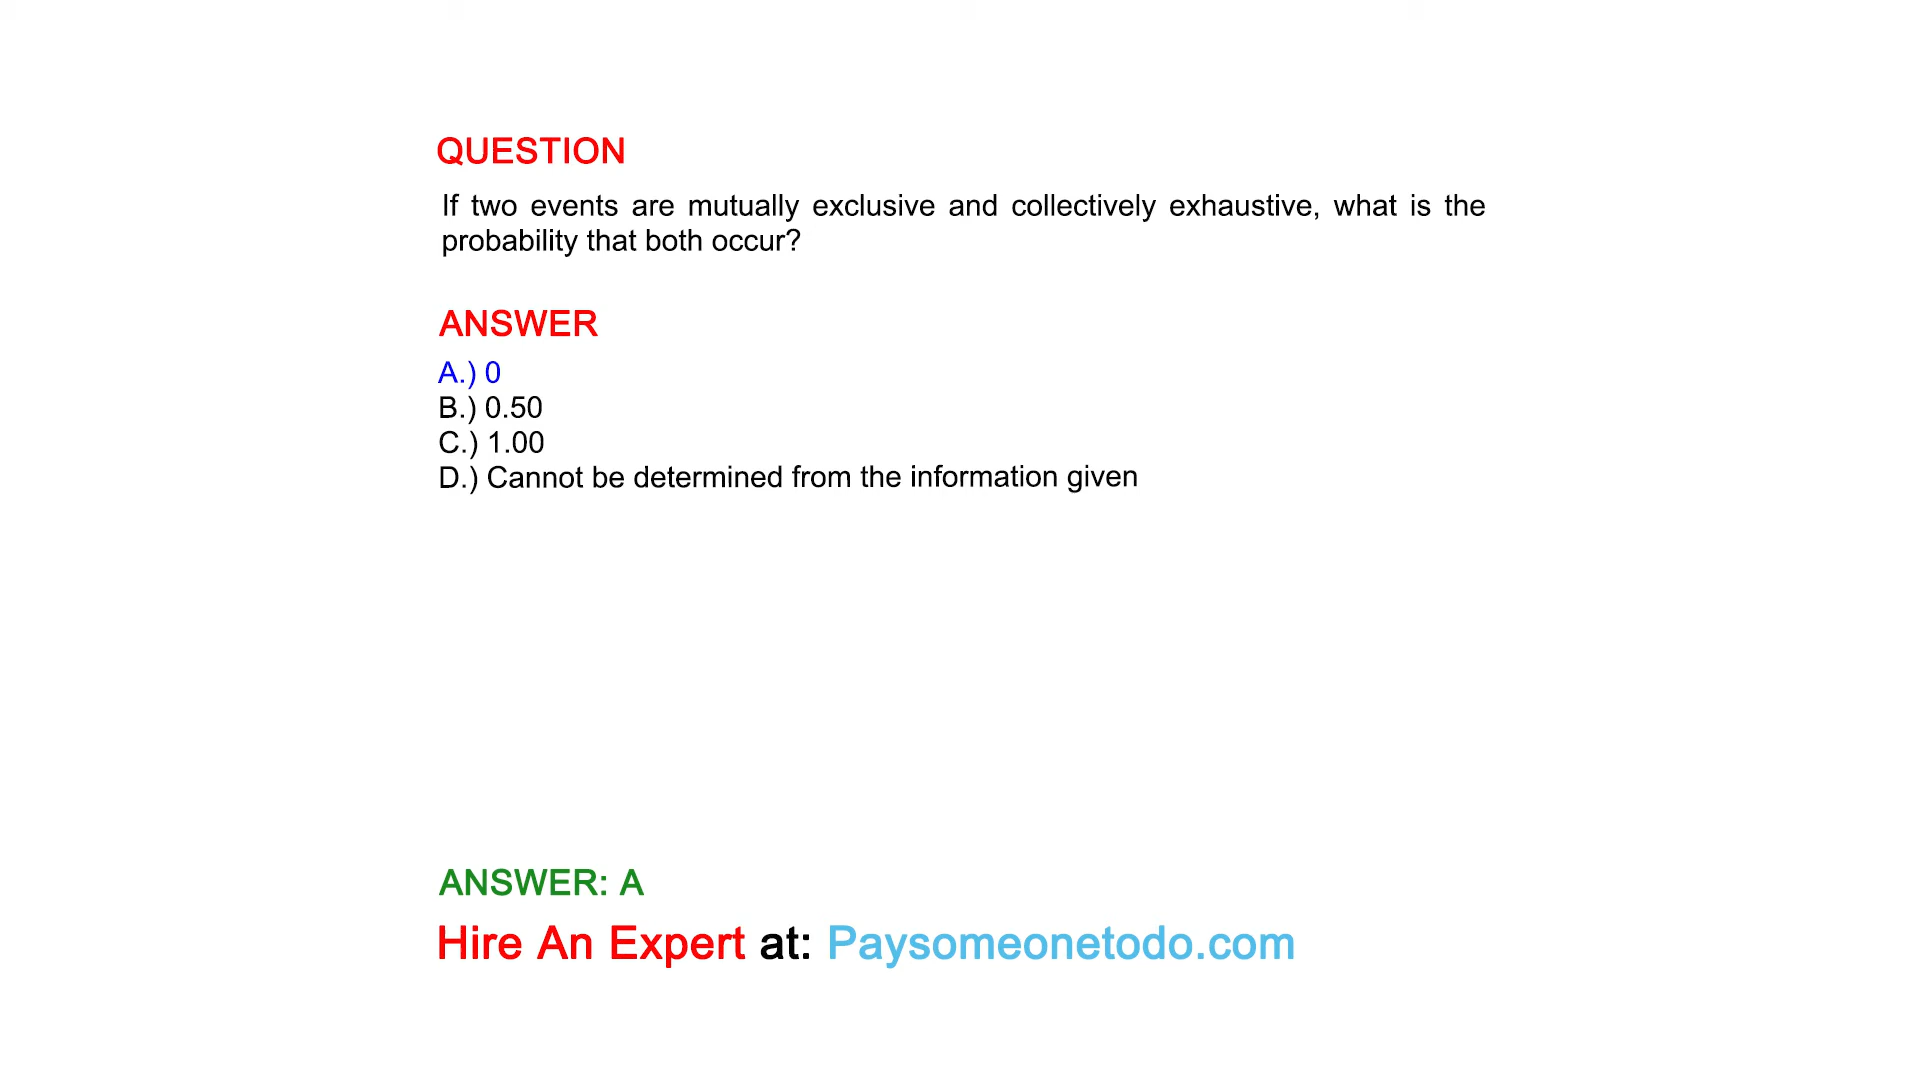 QUESTION
If two events are mutually exclusive and collectively exhaustive, what is the
probability that both occur?
ANSWER
A.) 0
B.) 0.50
C.) 1.00
D.) Cannot be determined from the information given
ANSWER: A
Hire An Expert at: Paysomeonetodo.com